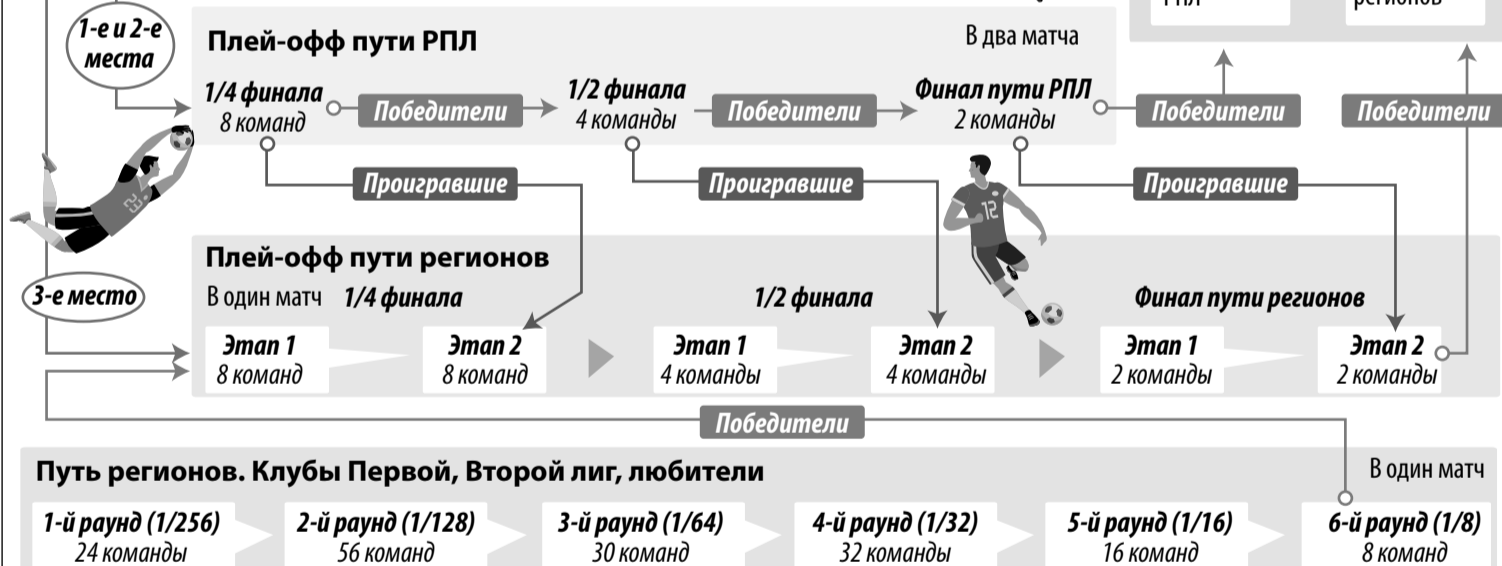 РПЛ
регионов
1-е и 2-е
места
Плей-офф пути РПЛ
В два матча
1/4 финала
8 команд
Победители
1/2 финала
4 команды
Победители
Финал пути РПЛ
2 команды
Победители
Победители
Проигравшие
Проигравшие
Проигравшие
23
12
Плей-офф пути регионов
3-е место
В один матч
1/4 финала
1/2 финала
Финал пути регионов
Этап 1
8 команд
Этап 2
8 команд
Этап 1
4 команды
Этап 2
4 команды
Этап 1
2 команды
Этап 2
2 команды
Победители
Путь регионов. Клубы Первой, Второй лиг, любители
В один матч
1-й раунд (1/256)
24 команды
2-й раунд (1/128)
56 команд
3-й раунд (1/64)
30 команд
4-й раунд (1/32)
32 команды
5-й раунд (1/16)
16 команд
6-й раунд (1/8)
8 команд